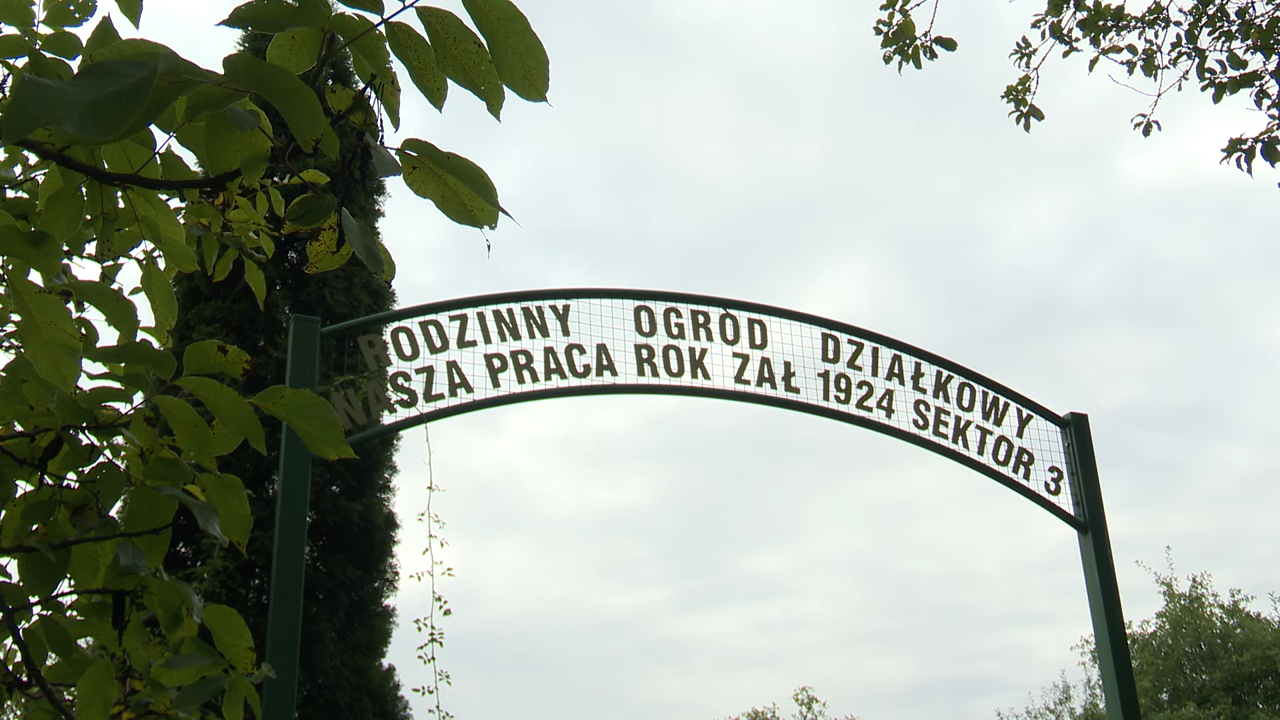 RODZINNY OGRÓD DZIAŁKOWY
NASZA PRACA ROK ZAŁ 1924 SEKTOR 3